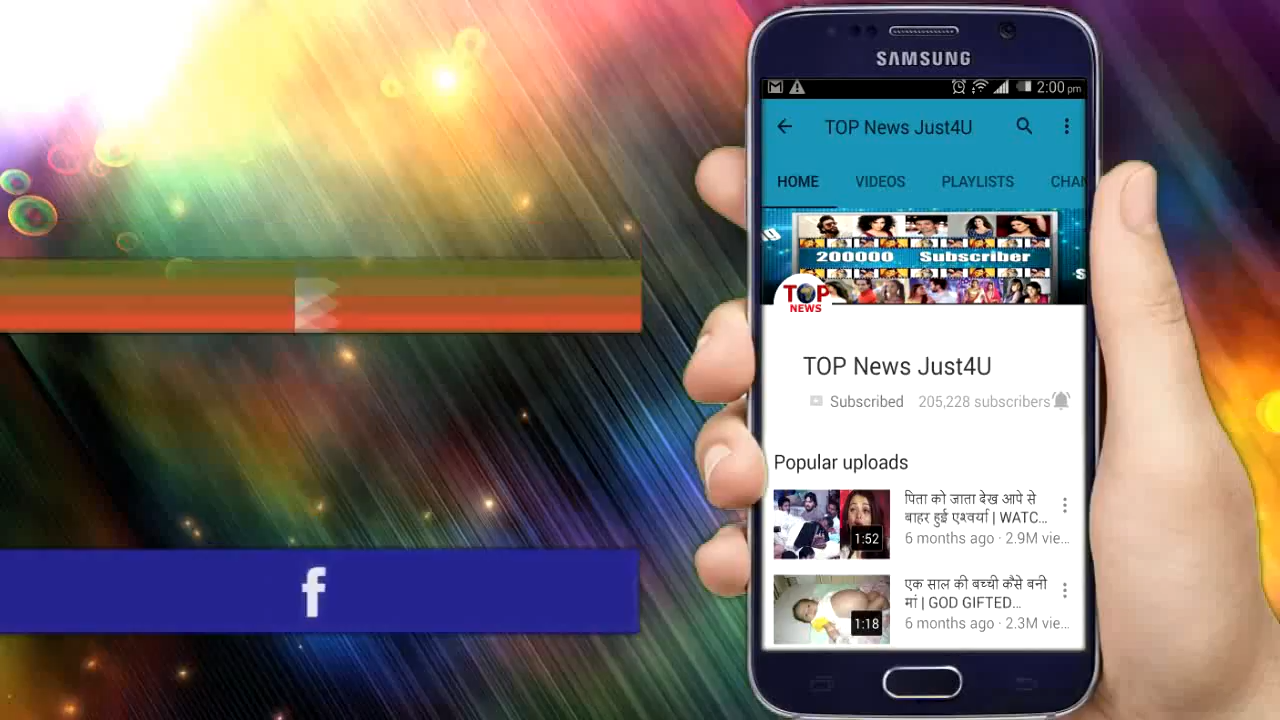 SAMSUNG
2:00 pm
TOP News Just4U
HOME VIDEOS PLAYLISTS CHAN
200000 Subscriber
TOP
NEWS
TOP News Just4U
Subscribed 205,228 subscribers
Popular uploads
पिता को जाता देख आपे से
बाहर हुई एश्वर्या | WATC...
6 months ago · 2.9M vie...
1:52
एक साल की बच्ची कैसे बनी
मां | GOD GIFTED...
6 months ago · 2.3M vie...
1:18
f